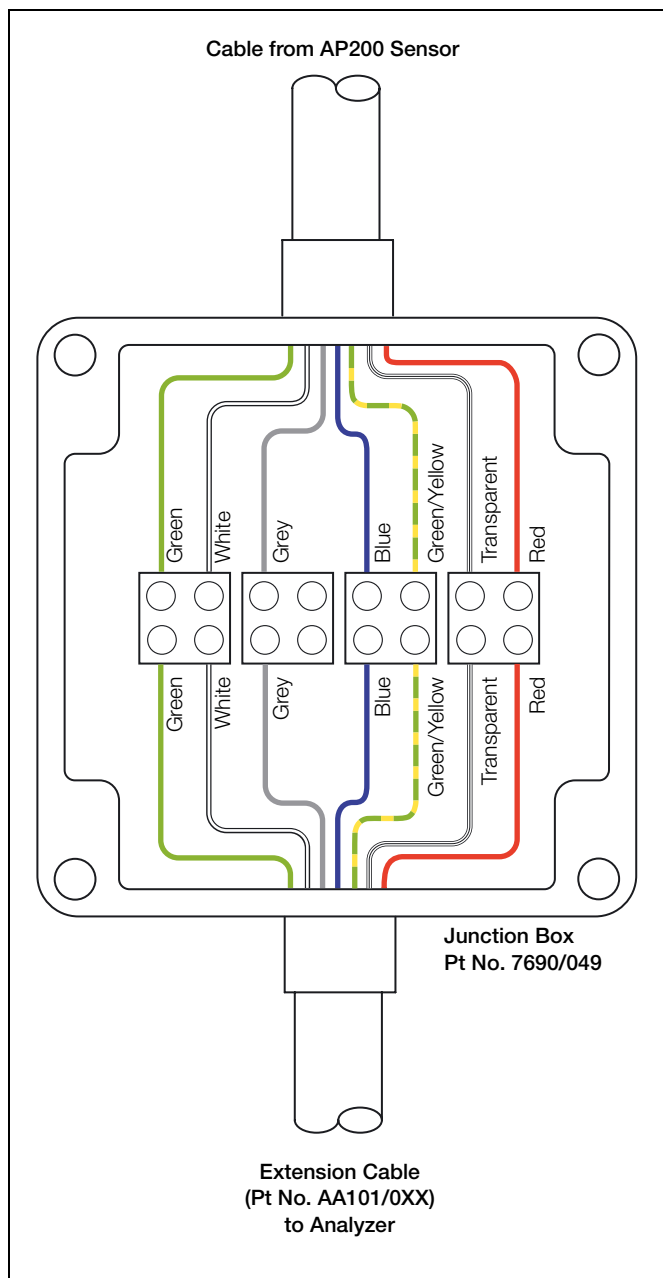 Cable from AP200 Sensor
Green
White
Grey
Blue
Green/Yellow
Transparent
Red
Green
White
Grey
Blue
Green/Yellow
Transparent
Red
Junction Box
Pt No. 7690/049
Extension Cable
(Pt No. AA101/0XX)
to Analyzer